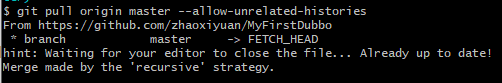 $ git pull origin master --allow-unrelated-histories
From https://github.com/zhaoxiyuan/MyFirstDubbo
 * branch            master     -> FETCH_HEAD
hint: Waiting for your editor to close the file... Already up to date!
Merge made by the 'recursive' strategy.